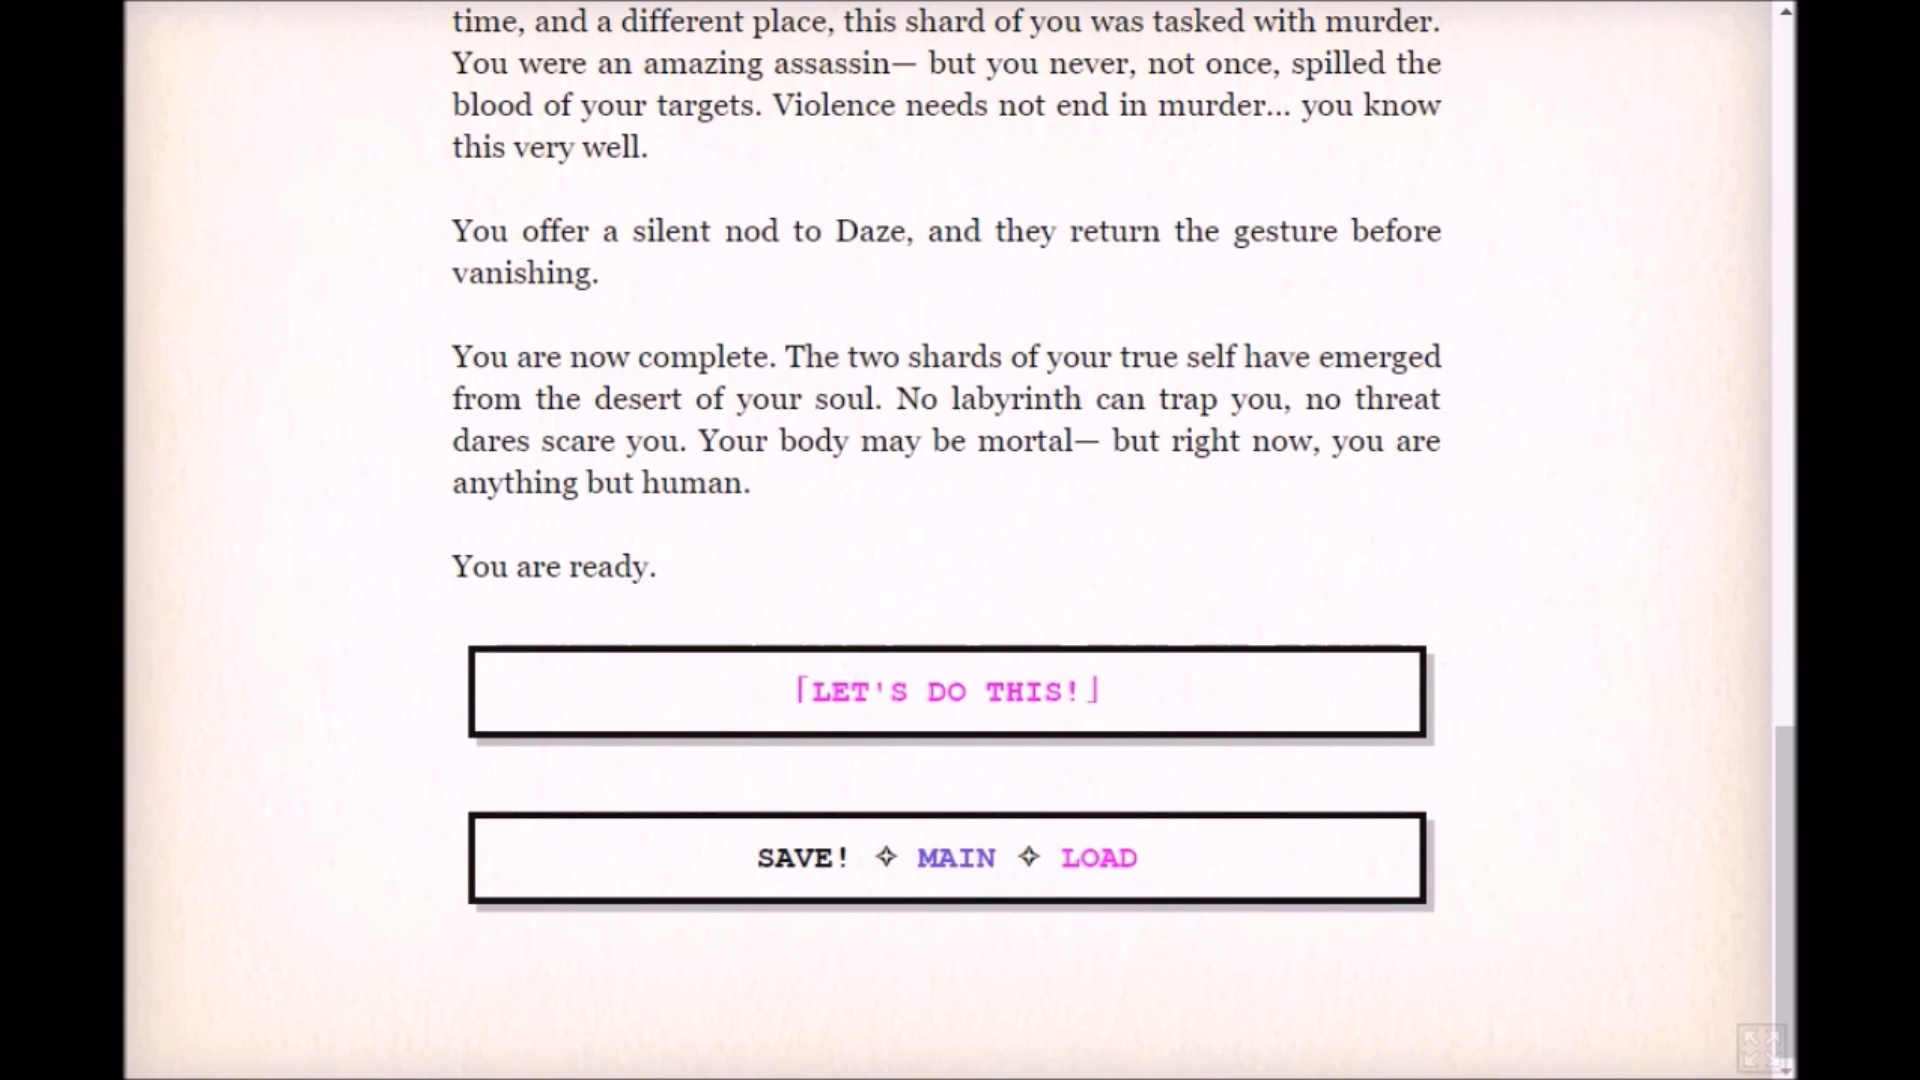 time, and a different place, this shard of you was tasked with murder.
You were an amazing assassin— but you never, not once, spilled the
blood of your targets. Violence needs not end in murder... you know
this very well.
You offer a silent nod to Daze, and they return the gesture before
vanishing.
You are now complete. The two shards of your true self have emerged
from the desert of your soul. No labyrinth can trap you, no threat
dares scare you. Your body may be mortal— but right now, you are
anything but human.
You are ready.
⌈LET'S DO THIS!⌋
SAVE! ✧ MAIN ✧ LOAD